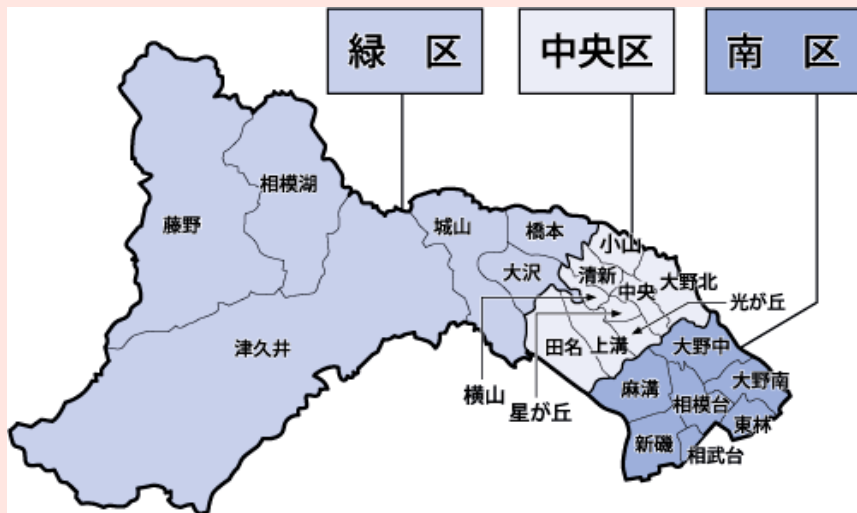 緑　区
中央区
南　区
藤野
相模湖
津久井
城山
橋本
大沢
小山
清新
中央
大野北
光が丘
横山
星が丘
田名
上溝
大野中
大野南
麻溝
相模台
東林
新磯
相武台